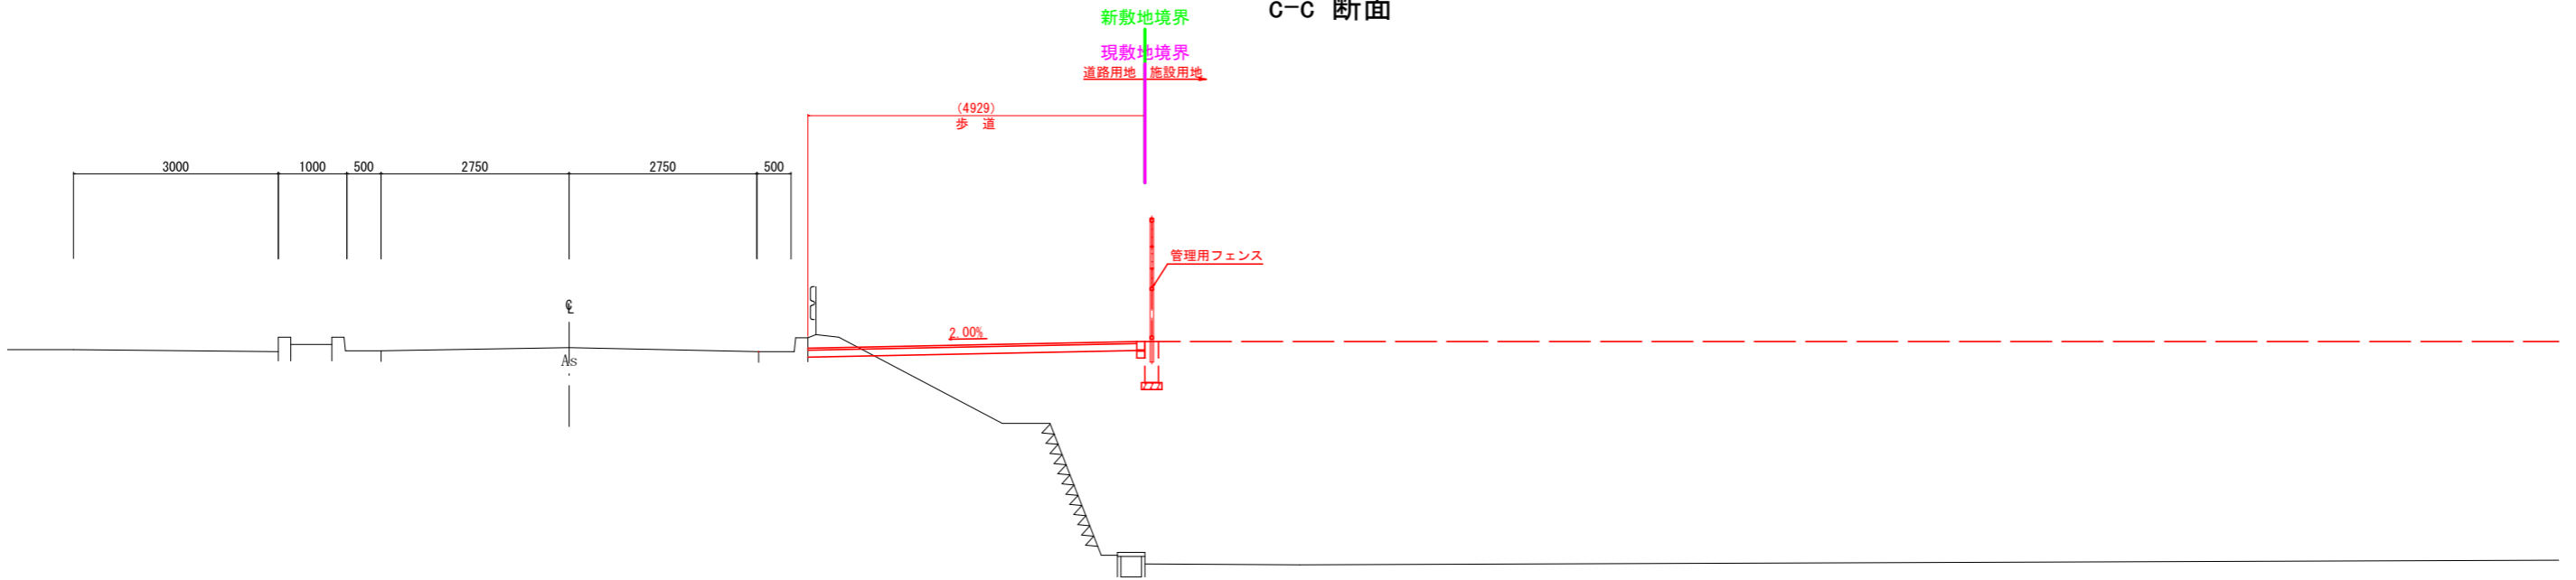 C-C 断面
新敷地境界
現敷地境界
道路用地 施設用地
(4929)
歩 道
3000 1000 500 2750 2750 500
管理用フェンス
℄
2.00%
As